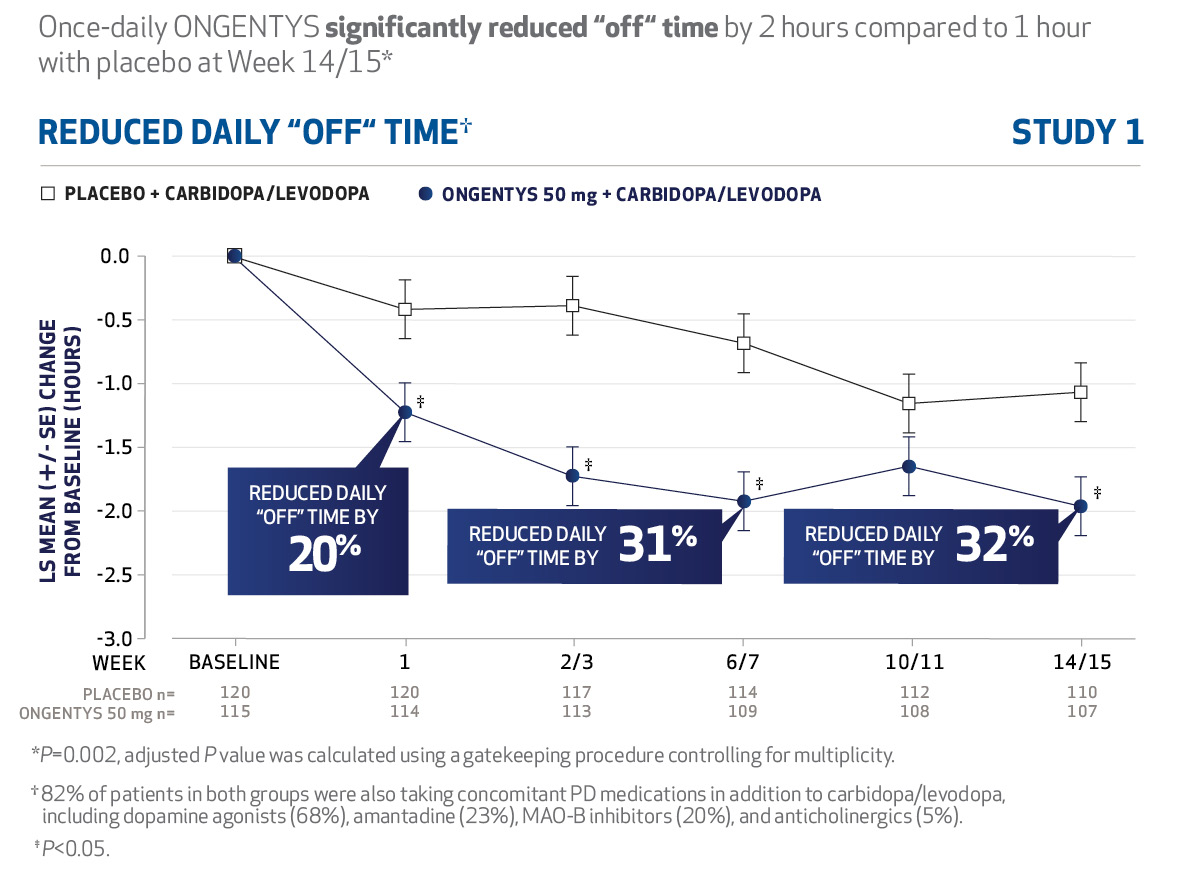 Once-daily ONGENTYS significantly reduced “off“ time by 2 hours compared to 1 hour
with placebo at Week 14/15*
REDUCED DAILY “OFF“ TIME† STUDY 1
PLACEBO + CARBIDOPA/LEVODOPA ONGENTYS 50 mg + CARBIDOPA/LEVODOPA
LS MEAN (+/- SE) CHANGE
FROM BASELINE (HOURS)
0.0
-0.5
-1.0
-1.5
-2.0
-2.5
-3.0
‡
‡
‡
‡
REDUCED DAILY
“OFF” TIME BY
20%
REDUCED DAILY
“OFF” TIME BY
31%
REDUCED DAILY
“OFF” TIME BY
32%
WEEK BASELINE 1 2/3 6/7 10/11 14/15
PLACEBO n= 120 120 117 114 112 110
ONGENTYS 50 mg n= 115 114 113 109 108 107
*P=0.002, adjusted P value was calculated using a gatekeeping procedure controlling for multiplicity.
†82% of patients in both groups were also taking concomitant PD medications in addition to carbidopa/levodopa,
including dopamine agonists (68%), amantadine (23%), MAO-B inhibitors (20%), and anticholinergics (5%).
‡P<0.05.